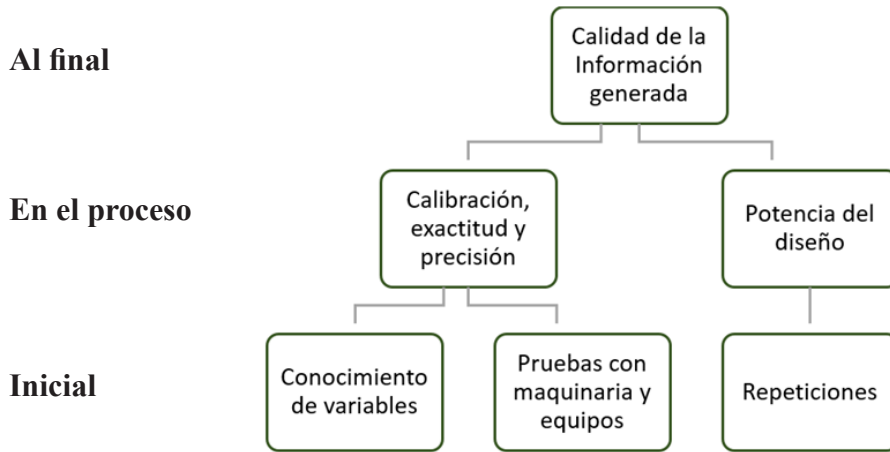 Al final
Calidad de la
Información
generada
En el proceso
Calibración,
exactitud y
precisión
Potencia del
diseño
Inicial
Conocimiento
de variables
Pruebas con
maquinaria y
equipos
Repeticiones